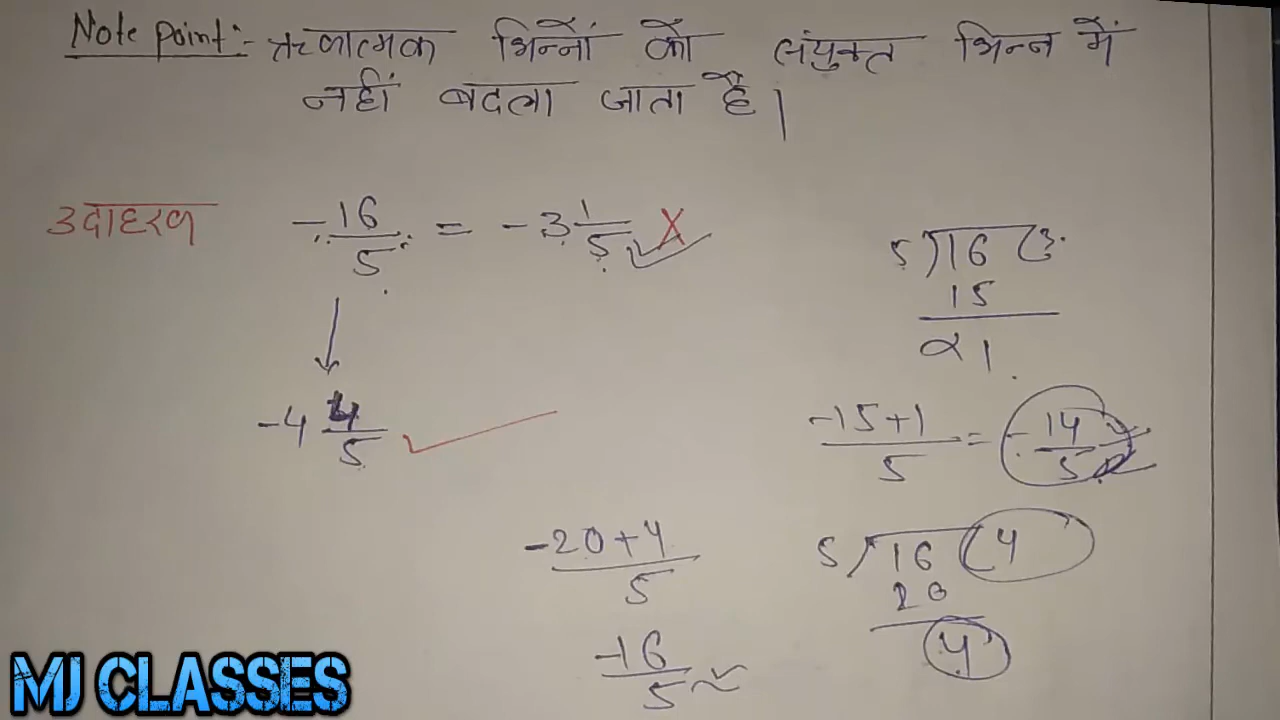 Note Point:- ऋणात्मक भिन्नों को संयुक्त भिन्न में
नहीं बदला जाता है।
उदाहरण -16/5 = -3 1/5 ✓ X
-4 4/5 ✓
5)16(3
15
×1
(-15+1)/5 = -14/5
5)16(4
20
4
(-20+4)/5
-16/5
MJ CLASSES